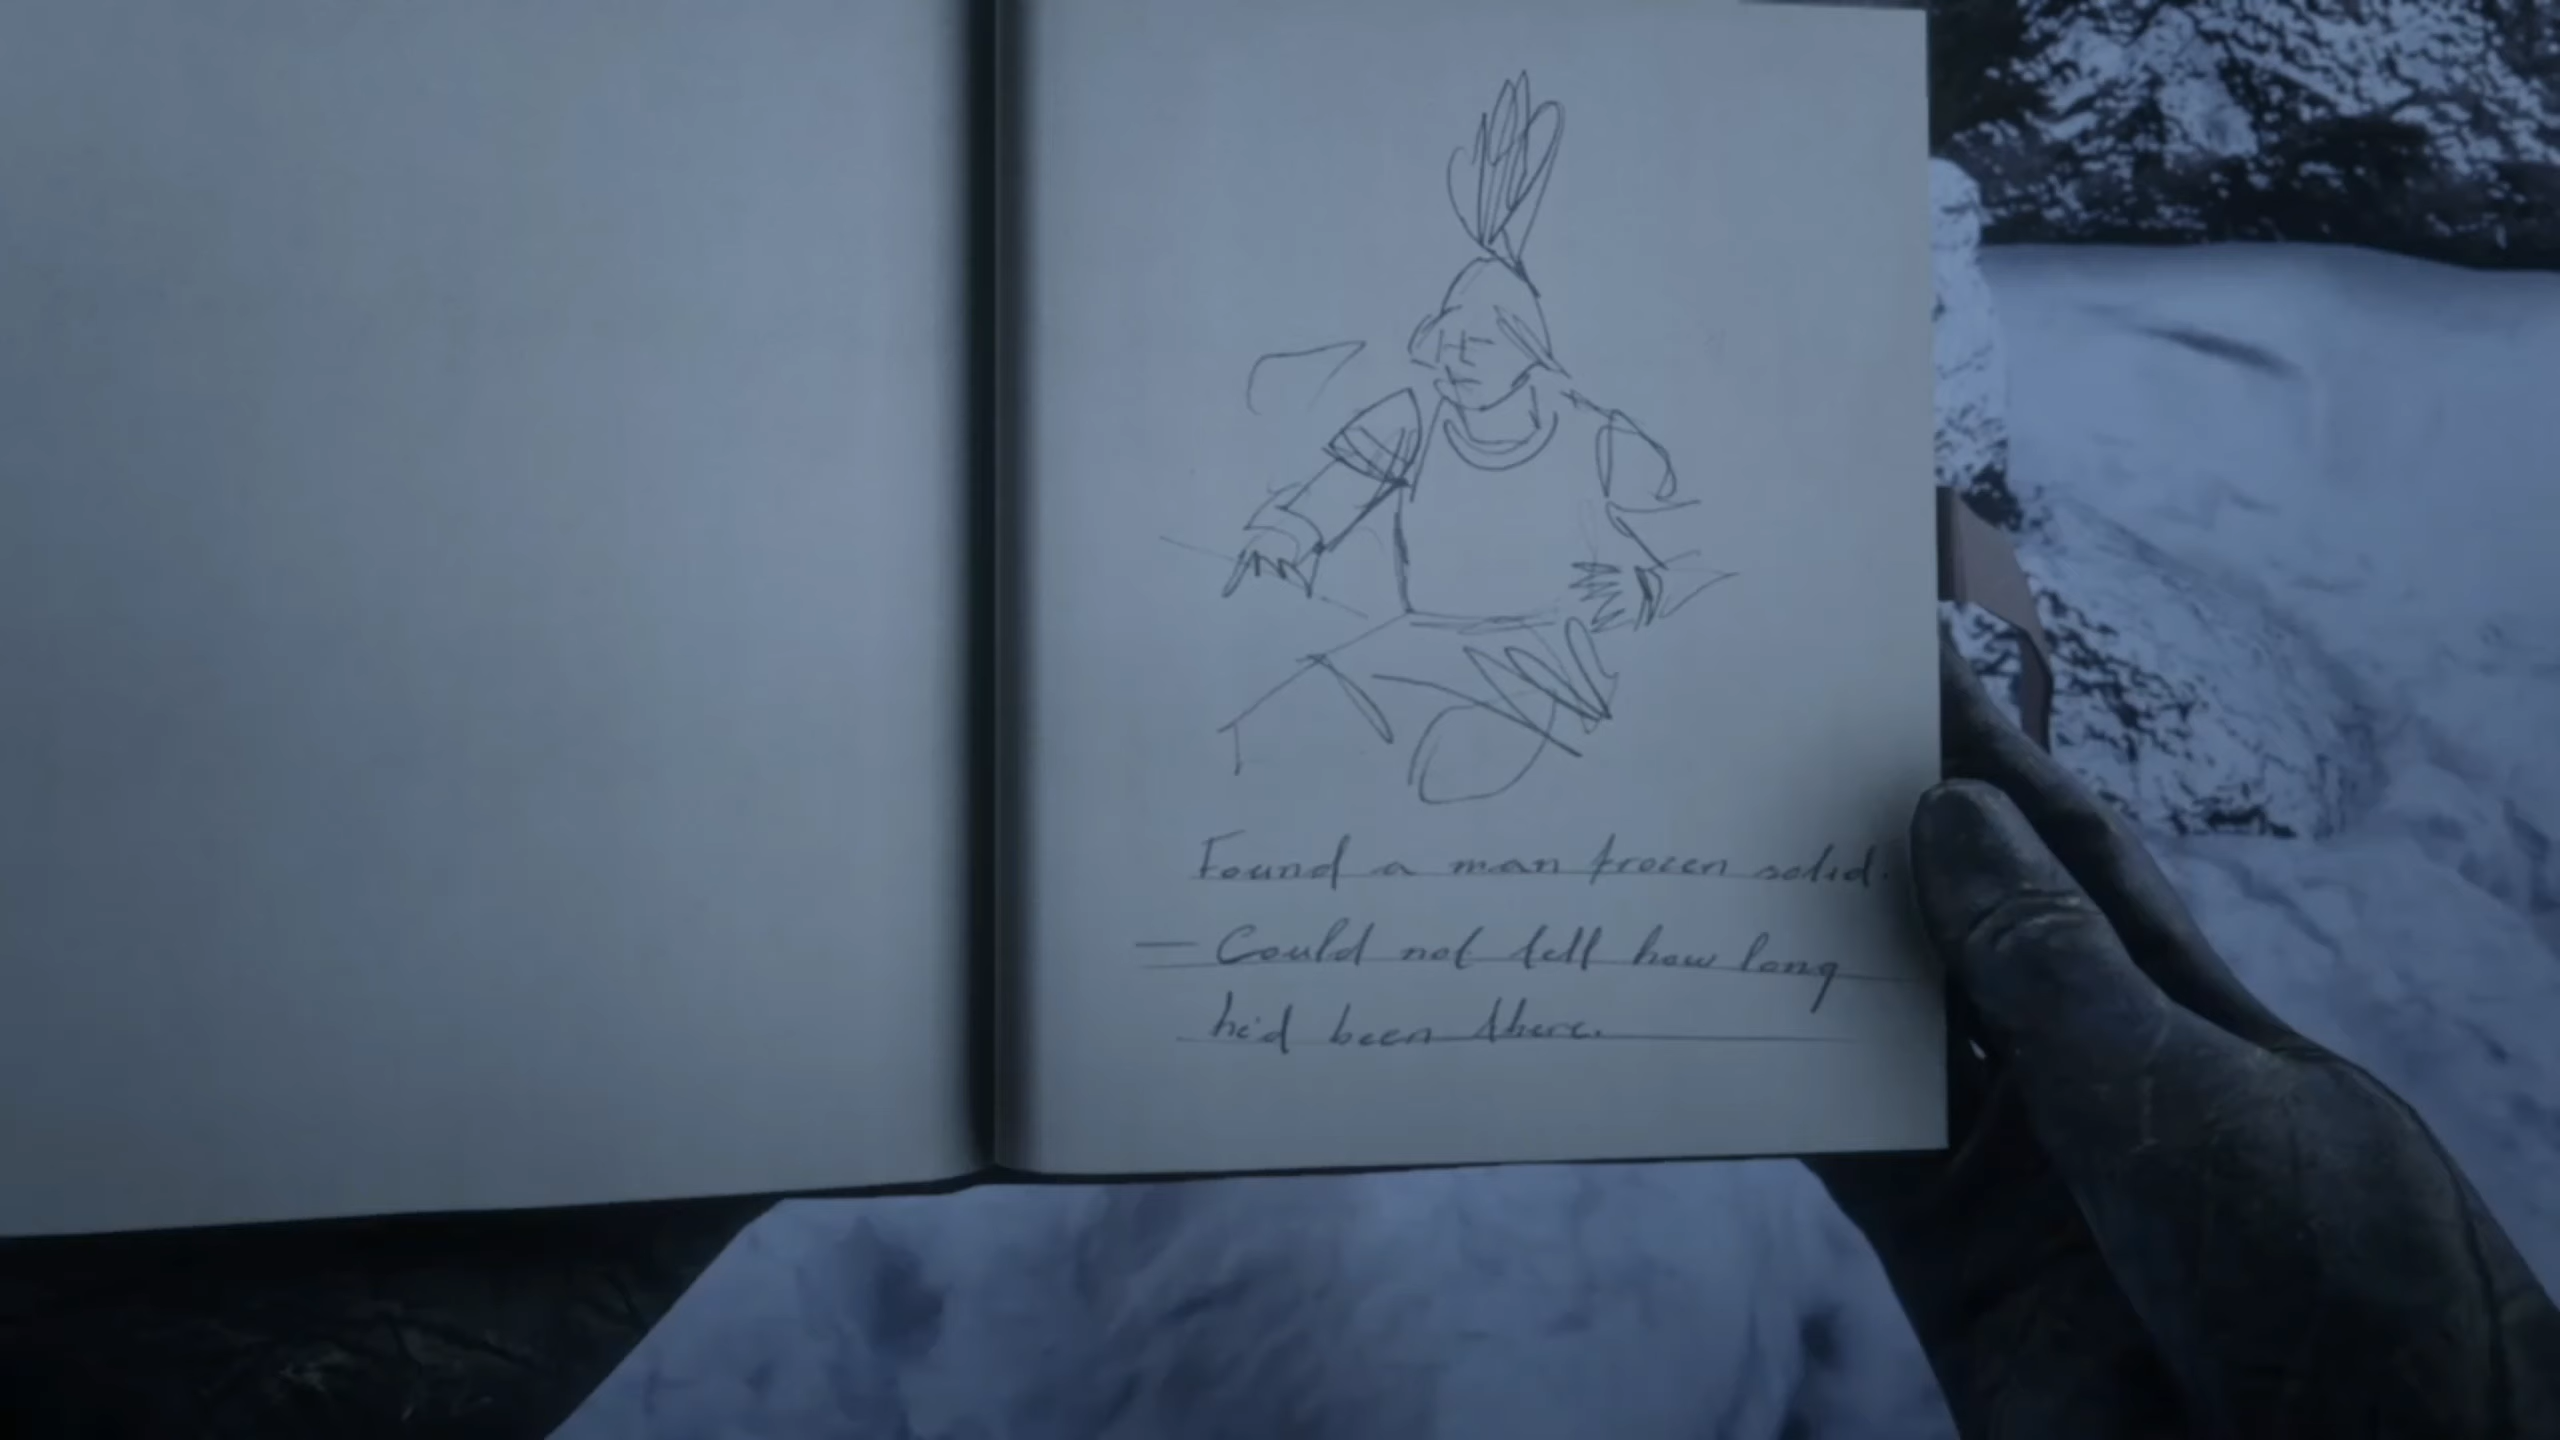 Found a man frozen solid.
— Could not tell how long
he'd been there.